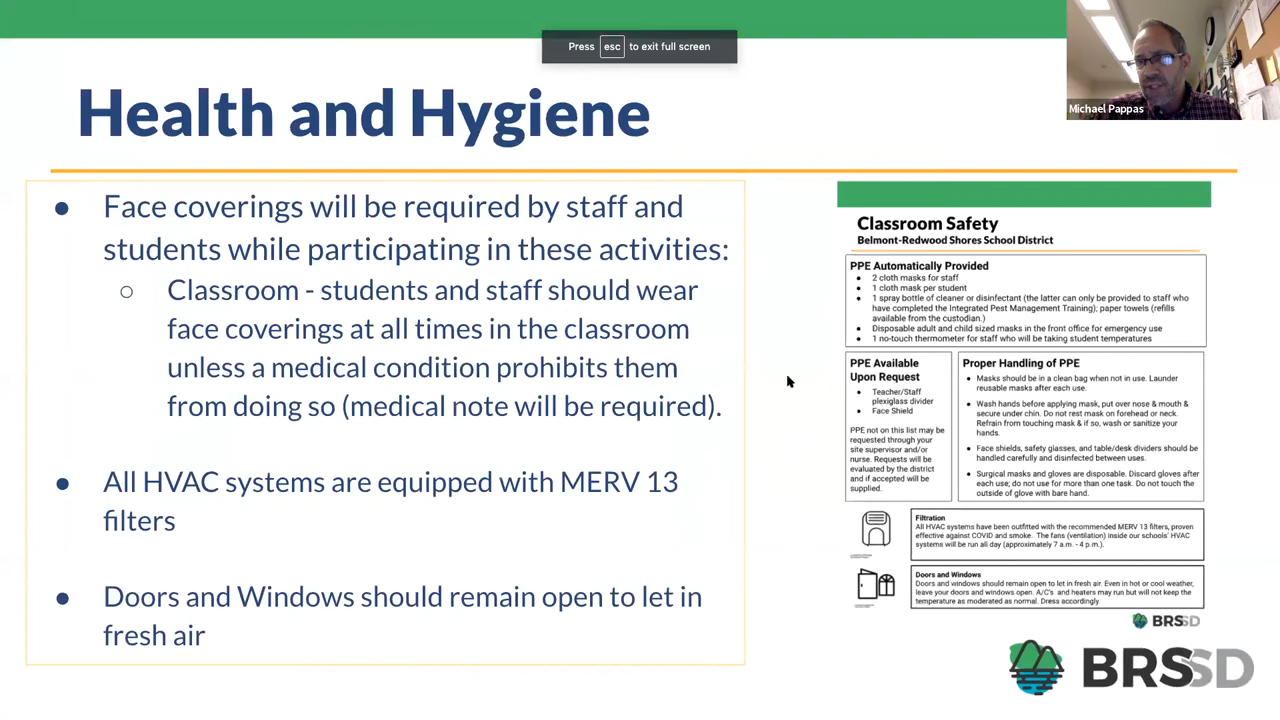 Press esc to exit full screen
Michael Pappas
Health and Hygiene
● Face coverings will be required by staff and
students while participating in these activities:
○ Classroom - students and staff should wear
face coverings at all times in the classroom
unless a medical condition prohibits them
from doing so (medical note will be required).
● All HVAC systems are equipped with MERV 13
filters
● Doors and Windows should remain open to let in
fresh air
Classroom Safety
Belmont-Redwood Shores School District
PPE Automatically Provided
● 2 cloth masks for staff
● 1 cloth mask per student
● 1 spray bottle of cleaner or disinfectant (the latter can only be provided to staff who
have completed the Integrated Pest Management Training); paper towels (refills
available from the custodian.)
● Disposable adult and child sized masks in the front office for emergency use
● 1 no-touch thermometer for staff who will be taking student temperatures
PPE Available
Upon Request
● Teacher/Staff
plexiglass divider
● Face Shield
PPE not on this list may be
requested through your
site supervisor and/or
nurse. Requests will be
evaluated by the district
and if accepted will be
supplied.
Proper Handling of PPE
● Masks should be in a clean bag when not in use. Launder
reusable masks after each use.
● Wash hands before applying mask, put over nose & mouth &
secure under chin. Do not rest mask on forehead or neck.
Refrain from touching mask & if so, wash or sanitize your
hands.
● Face shields, safety glasses, and table/desk dividers should be
handled carefully and disinfected between uses.
● Surgical masks and gloves are disposable. Discard gloves after
each use; do not use for more than one task. Do not touch the
outside of glove with bare hand.
Filtration
All HVAC systems have been outfitted with the recommended MERV 13 filters, proven
effective against COVID and smoke. The fans (ventilation) inside our schools' HVAC
systems will be run all day (approximately 7 a.m. - 4 p.m.).
Doors and Windows
Doors and windows should remain open to let in fresh air. Even in hot or cool weather,
leave your doors and windows open. A/C's and heaters may run but will not keep the
temperature as moderated as normal. Dress accordingly.
BRSSD
BRSSD